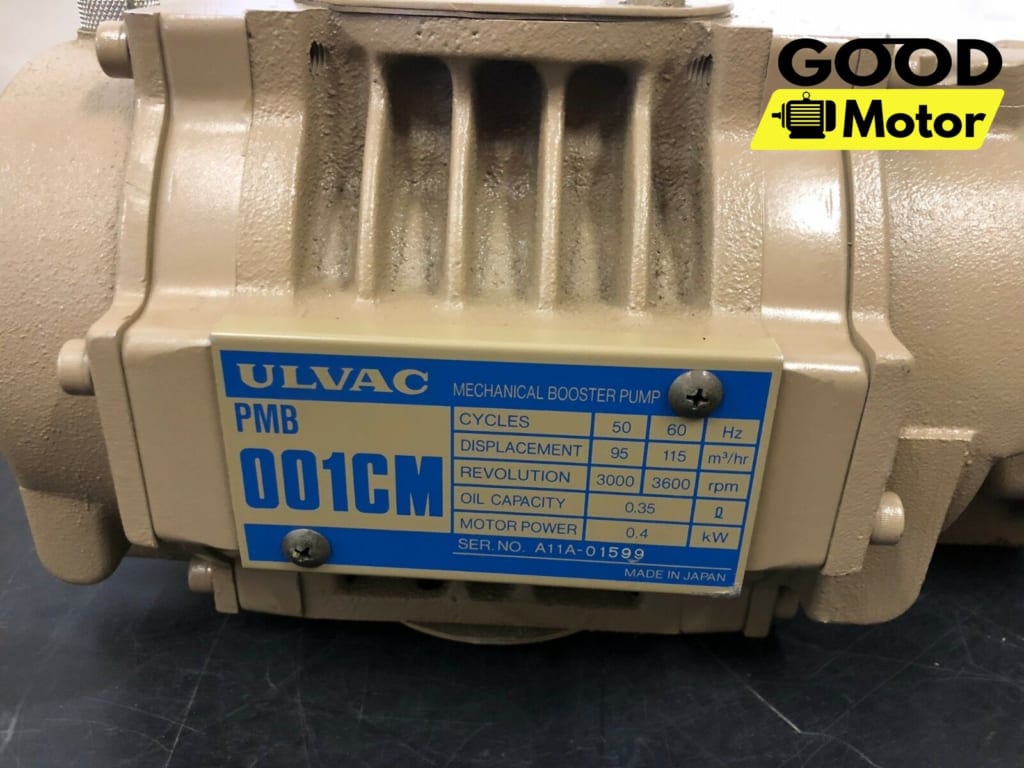 GOOD
Motor
ULVAC MECHANICAL BOOSTER PUMP
PMB
001CM
CYCLES 50 60 Hz
DISPLACEMENT 95 115 m³/hr
REVOLUTION 3000 3600 rpm
OIL CAPACITY 0.35 ℓ
MOTOR POWER 0.4 kW
SER. NO. A11A-01599
MADE IN JAPAN